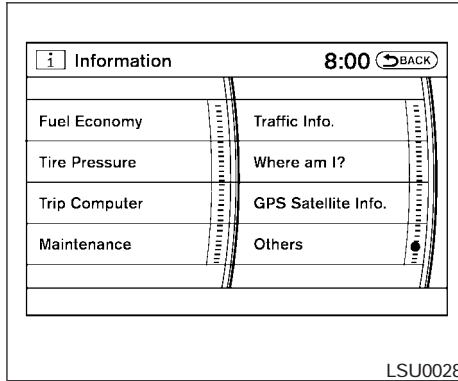 i Information 8:00 BACK
Fuel Economy
Tire Pressure
Trip Computer
Maintenance
Traffic Info.
Where am I?
GPS Satellite Info.
Others
LSU0028